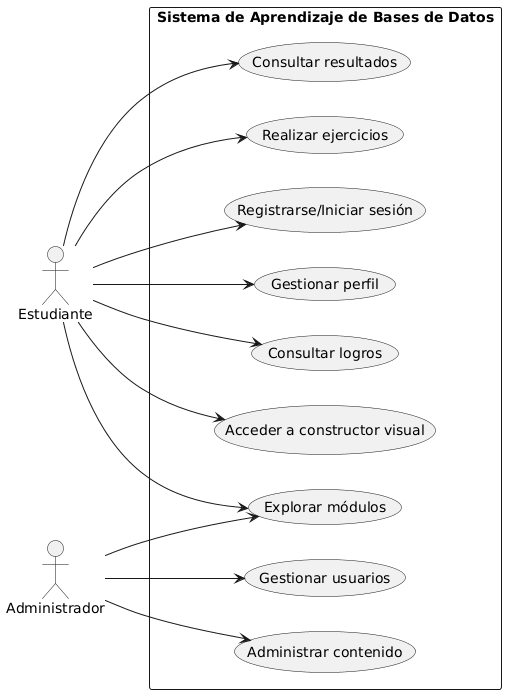 Sistema de Aprendizaje de Bases de Datos
Consultar resultados
Realizar ejercicios
Registrarse/Iniciar sesión
Gestionar perfil
Estudiante
Consultar logros
Acceder a constructor visual
Explorar módulos
Gestionar usuarios
Administrador
Administrar contenido